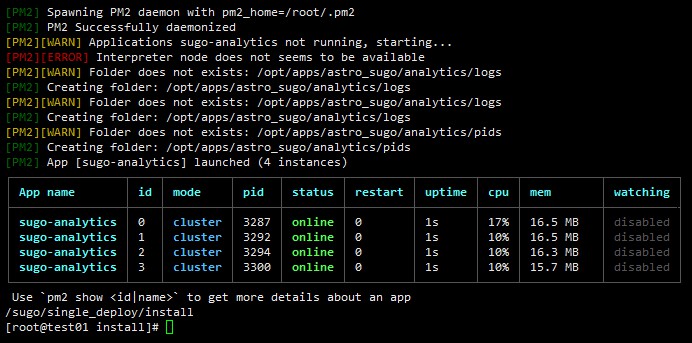 [PM2] Spawning PM2 daemon with pm2_home=/root/.pm2
[PM2] PM2 Successfully daemonized
[PM2][WARN] Applications sugo-analytics not running, starting...
[PM2][ERROR] Interpreter node does not seems to be available
[PM2][WARN] Folder does not exists: /opt/apps/astro_sugo/analytics/logs
[PM2] Creating folder: /opt/apps/astro_sugo/analytics/logs
[PM2][WARN] Folder does not exists: /opt/apps/astro_sugo/analytics/logs
[PM2] Creating folder: /opt/apps/astro_sugo/analytics/logs
[PM2][WARN] Folder does not exists: /opt/apps/astro_sugo/analytics/pids
[PM2] Creating folder: /opt/apps/astro_sugo/analytics/pids
[PM2] App [sugo-analytics] launched (4 instances)
App name id mode pid status restart uptime cpu mem watching
sugo-analytics 0 cluster 3287 online 0 1s 17% 16.5 MB disabled
sugo-analytics 1 cluster 3292 online 0 1s 10% 16.5 MB disabled
sugo-analytics 2 cluster 3294 online 0 1s 10% 16.3 MB disabled
sugo-analytics 3 cluster 3300 online 0 1s 10% 15.7 MB disabled
Use `pm2 show <id|name>` to get more details about an app
/sugo/single_deploy/install
[root@test01 install]#